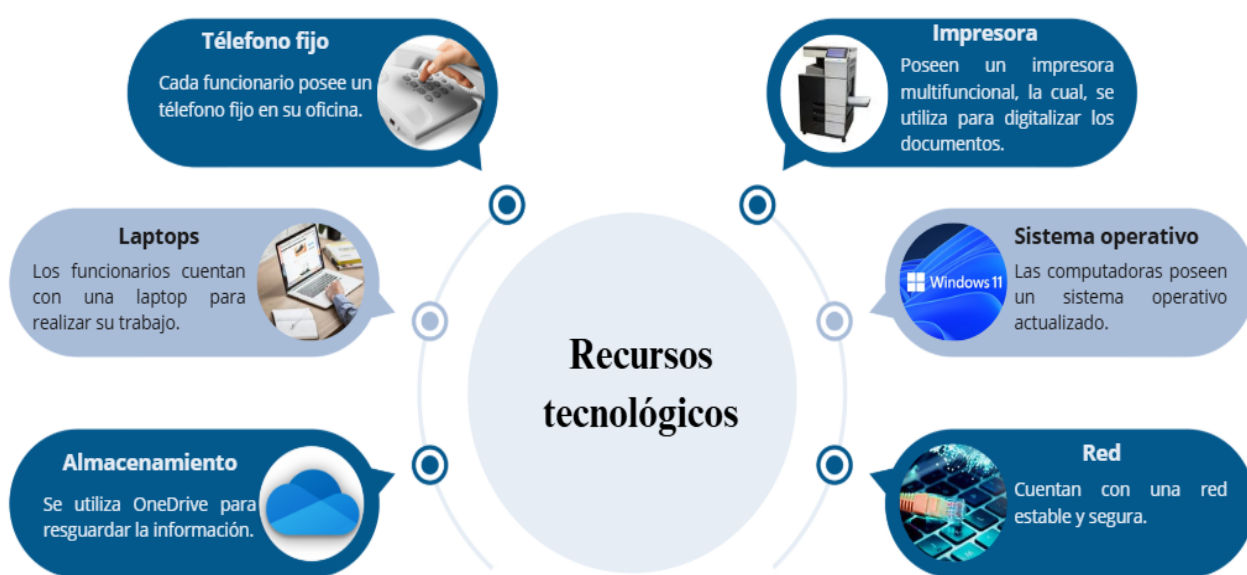 Télefono fijo
Cada funcionario posee un
télefono fijo en su oficina.
Impresora
Poseen un impresora
multifuncional, la cual, se
utiliza para digitalizar los
documentos.
Laptops
Los funcionarios cuentan
con una laptop para
realizar su trabajo.
Windows 11
Sistema operativo
Las computadoras poseen
un sistema operativo
actualizado.
Recursos
tecnológicos
Almacenamiento
Se utiliza OneDrive para
resguardar la información.
Red
Cuentan con una red
estable y segura.